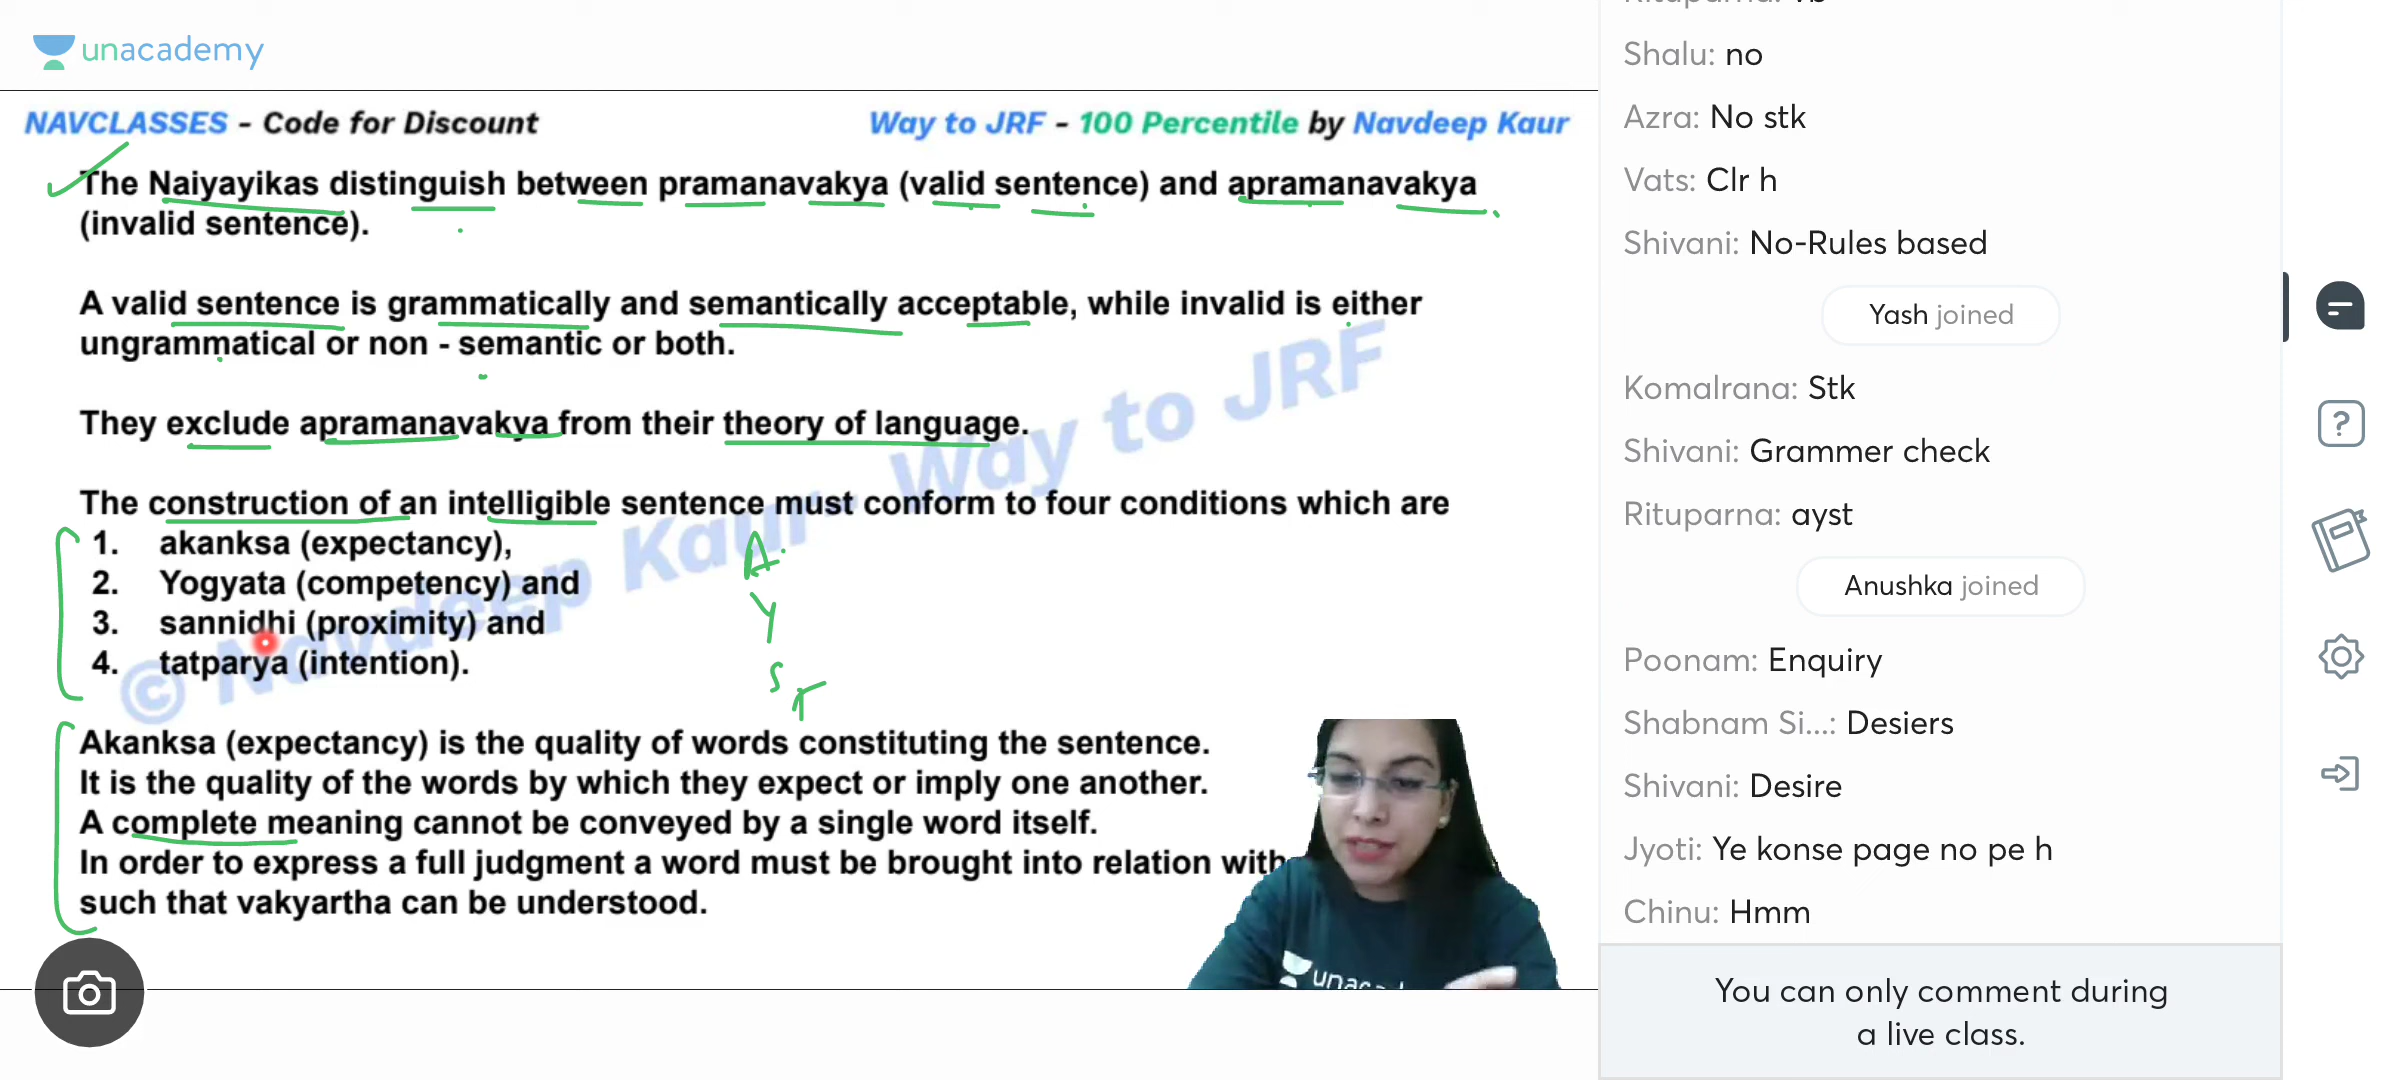 unacademy
NAVCLASSES - Code for Discount
Way to JRF - 100 Percentile by Navdeep Kaur
The Naiyayikas distinguish between pramanavakya (valid sentence) and apramanavakya
(invalid sentence).
A valid sentence is grammatically and semantically acceptable, while invalid is either
ungrammatical or non - semantic or both.
They exclude apramanavakya from their theory of language.
The construction of an intelligible sentence must conform to four conditions which are
1. akanksa (expectancy),
2. Yogyata (competency) and
3. sannidhi (proximity) and
4. tatparya (intention).
A
Y
S
T
Akanksa (expectancy) is the quality of words constituting the sentence.
It is the quality of the words by which they expect or imply one another.
A complete meaning cannot be conveyed by a single word itself.
In order to express a full judgment a word must be brought into relation with
such that vakyartha can be understood.
© Navdeep Kaur - Way to JRF
Shalu: no
Azra: No stk
Vats: Clr h
Shivani: No-Rules based
Yash joined
Komalrana: Stk
Shivani: Grammer check
Rituparna: ayst
Anushka joined
Poonam: Enquiry
Shabnam Si...: Desiers
Shivani: Desire
Jyoti: Ye konse page no pe h
Chinu: Hmm
You can only comment during
a live class.